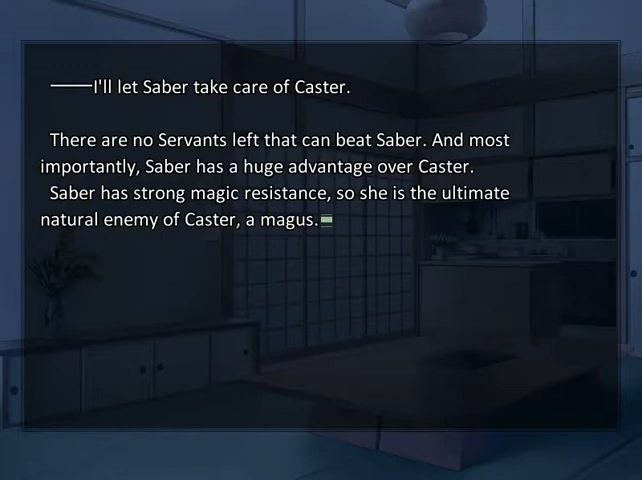 ———I'll let Saber take care of Caster.
There are no Servants left that can beat Saber. And most
importantly, Saber has a huge advantage over Caster.
Saber has strong magic resistance, so she is the ultimate
natural enemy of Caster, a magus.